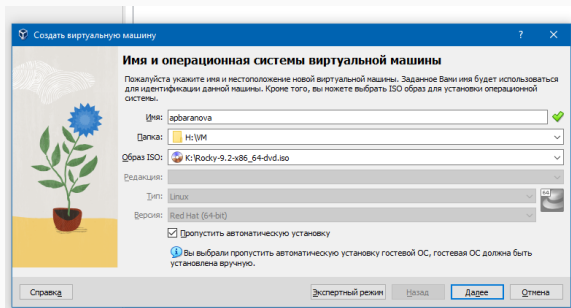 Создать виртуальную машину
Имя и операционная системы виртуальной машины
Пожалуйста укажите имя и местоположение новой виртуальной машины. Заданное Вами имя будет использоваться
для идентификации данной машины. Кроме того, вы можете выбрать ISO образ для установки операционной
системы.
Имя: apbaranova
Папка: H:\VM
Образ ISO: K:\Rocky-9.2-x86_64-dvd.iso
Редакция:
Тип: Linux
Версия: Red Hat (64-bit)
64
Пропустить автоматическую установку
Вы выбрали пропустить автоматическую установку гостевой ОС, гостевая ОС должна быть
установлена вручную.
Справка Экспертный режим Назад Далее Отмена